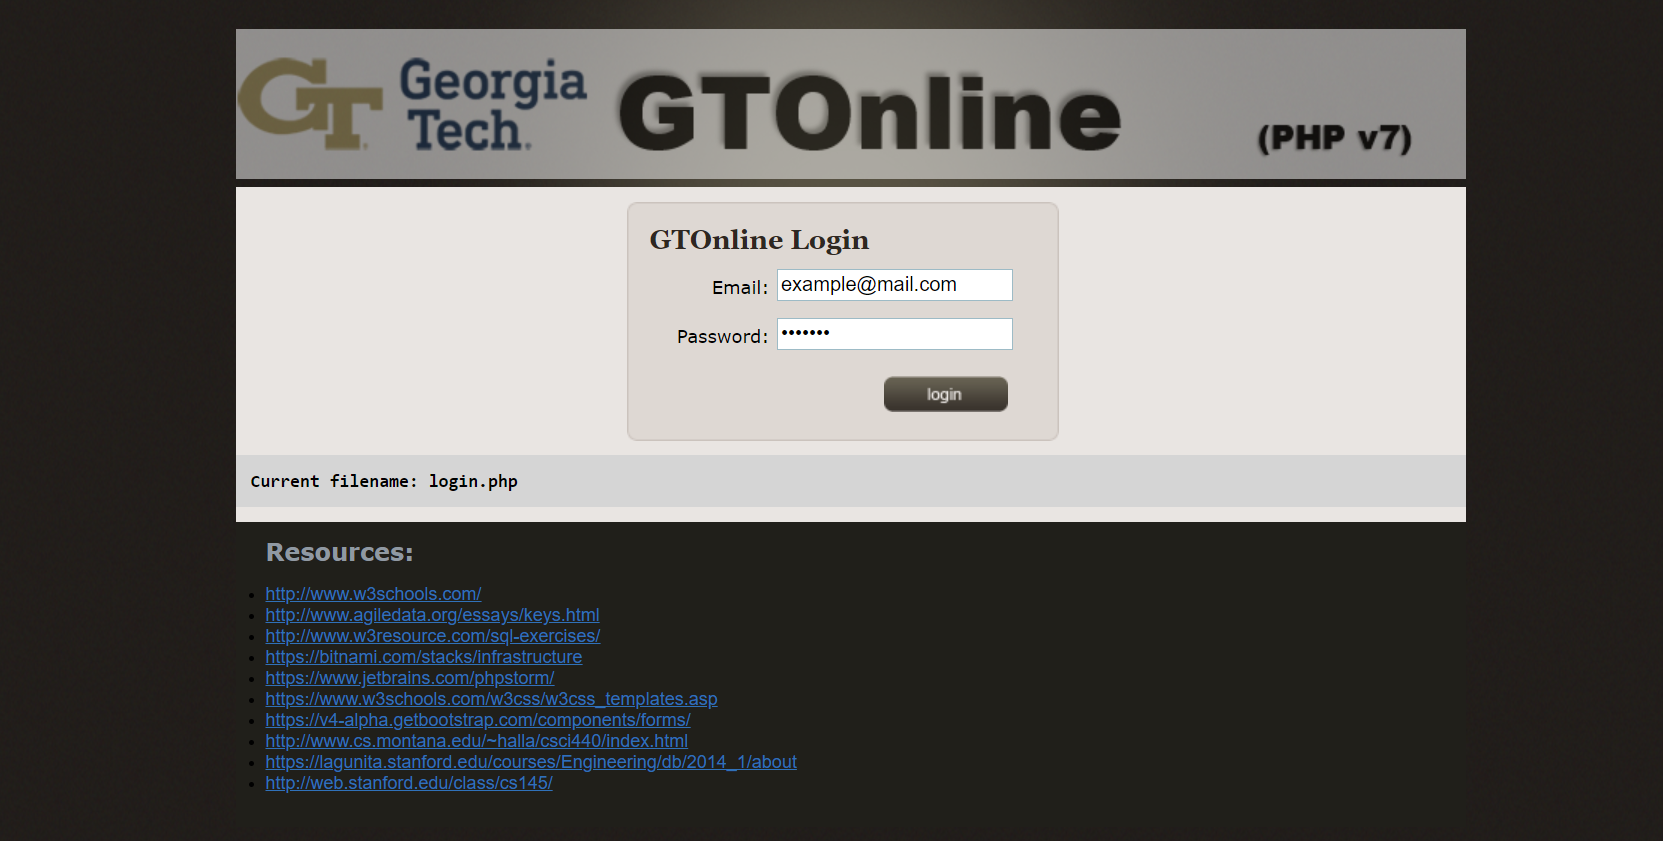 GT Georgia
Tech.
GTOnline
(PHP v7)
GTOnline Login
Email: example@mail.com
Password: •••••••
login
Current filename: login.php
Resources:
http://www.w3schools.com/
http://www.agiledata.org/essays/keys.html
http://www.w3resource.com/sql-exercises/
https://bitnami.com/stacks/infrastructure
https://www.jetbrains.com/phpstorm/
https://www.w3schools.com/w3css/w3css_templates.asp
https://v4-alpha.getbootstrap.com/components/forms/
http://www.cs.montana.edu/~halla/csci440/index.html
https://lagunita.stanford.edu/courses/Engineering/db/2014_1/about
http://web.stanford.edu/class/cs145/